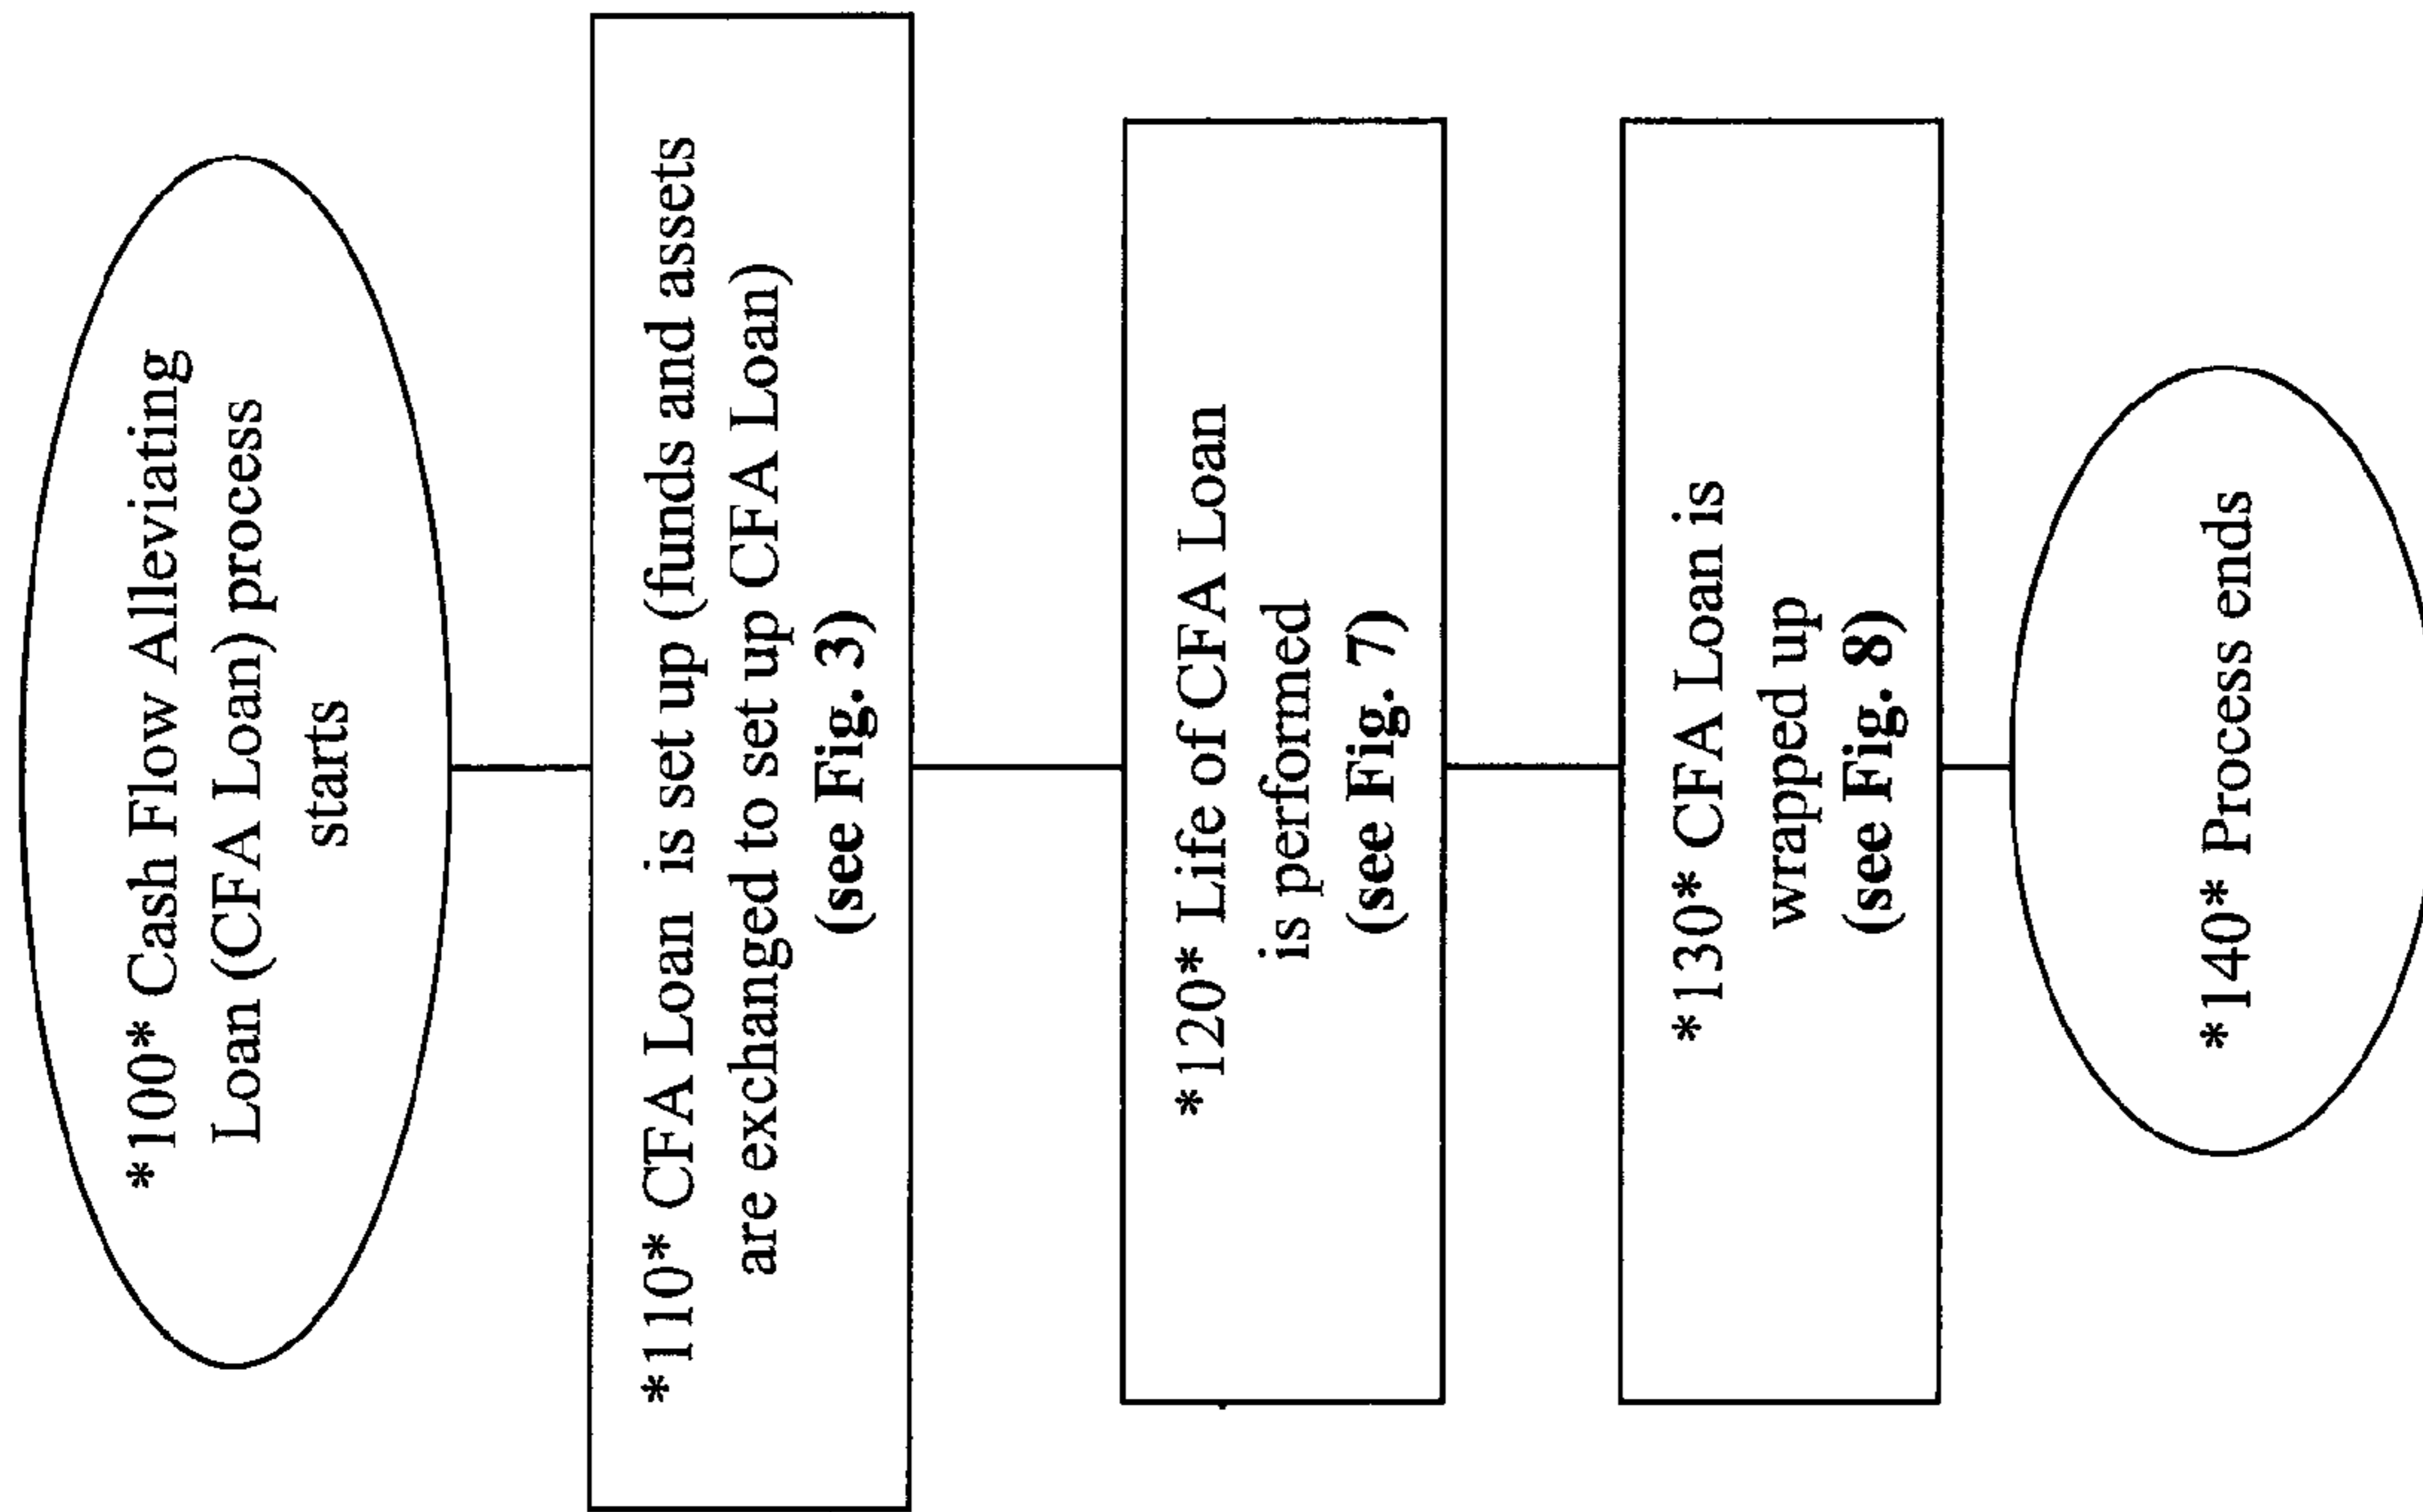 *100* Cash Flow Alleviating
Loan (CFA Loan) process
starts
*110* CFA Loan is set up (funds and assets
are exchanged to set up CFA Loan)
(see Fig. 3)
*120* Life of CFA Loan
is performed
(see Fig. 7)
*130* CFA Loan is
wrapped up
(see Fig. 8)
*140* Process ends